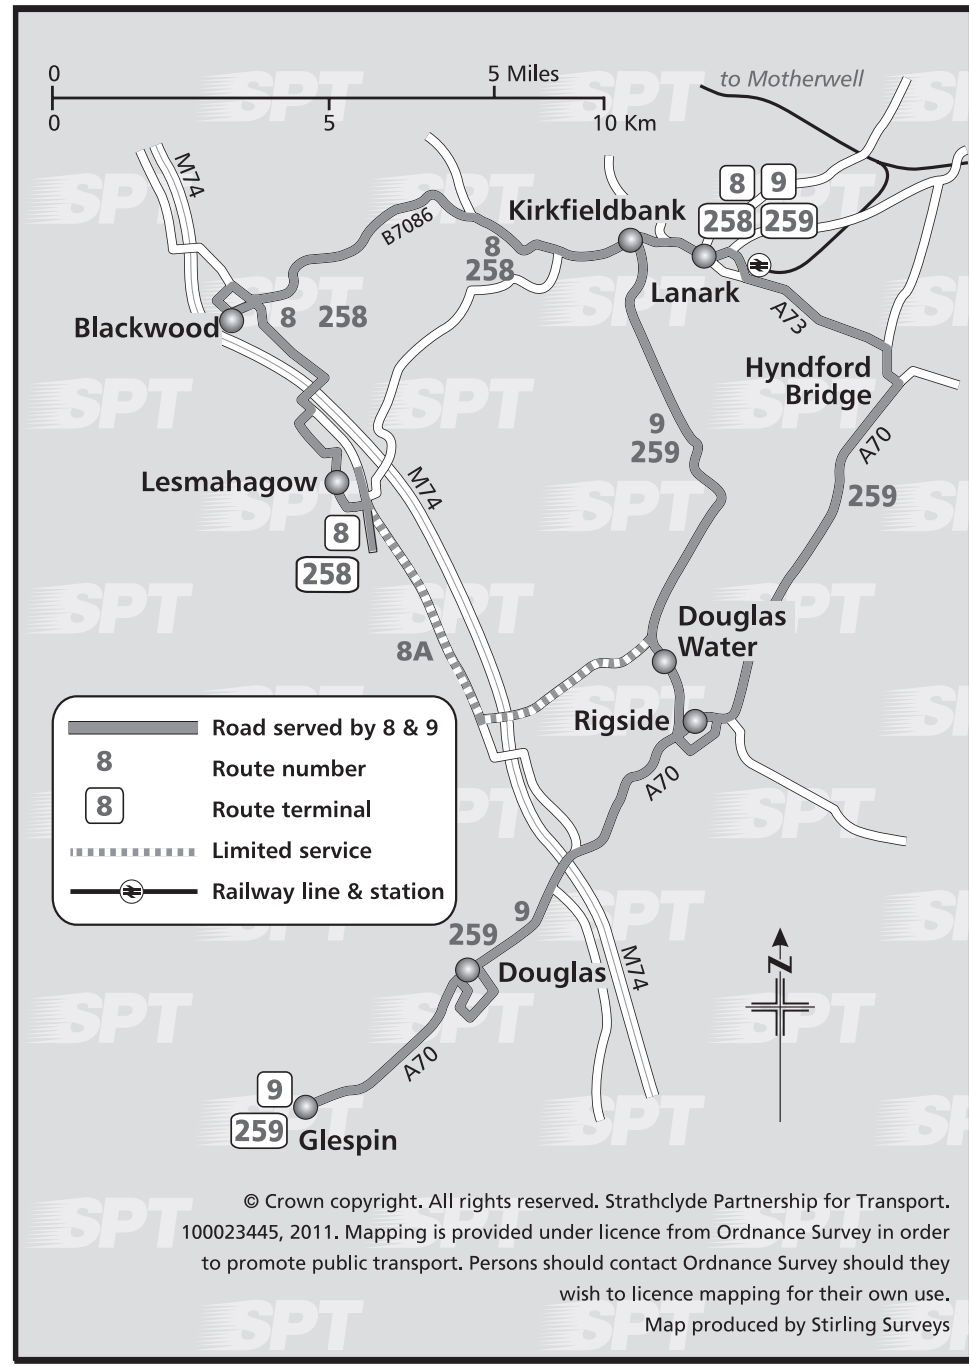 0
5 Miles
0
5
10 Km
to Motherwell
M74
B7086
Kirkfieldbank
8
9
258
259
8
258
Lanark
Blackwood
8
258
A73
Hyndford
Bridge
9
259
A70
259
Lesmahagow
M74
8
258
8A
Douglas
Water
Rigside
A70
Road served by 8 & 9
8
Route number
8
Route terminal
Limited service
Railway line & station
9
259
Douglas
M74
N
A70
9
259
Glespin
© Crown copyright. All rights reserved. Strathclyde Partnership for Transport.
100023445, 2011. Mapping is provided under licence from Ordnance Survey in order
to promote public transport. Persons should contact Ordnance Survey should they
wish to licence mapping for their own use.
Map produced by Stirling Surveys
SPT